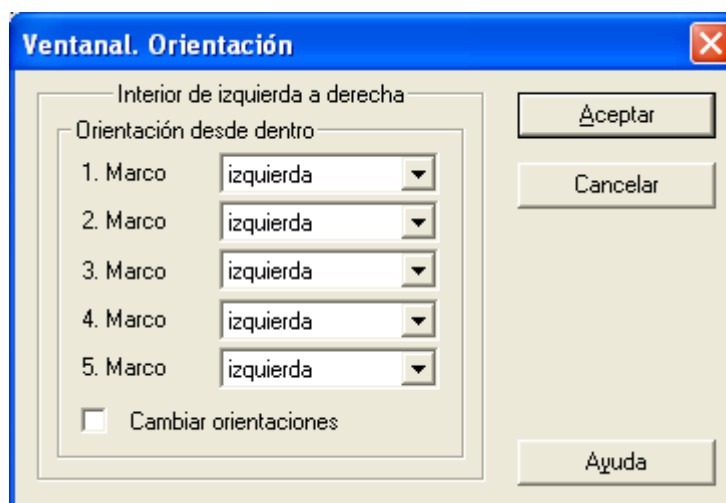 Ventanal. Orientación
Interior de izquierda a derecha
Orientación desde dentro
1. Marco izquierda
2. Marco izquierda
3. Marco izquierda
4. Marco izquierda
5. Marco izquierda
Cambiar orientaciones
Aceptar
Cancelar
Ayuda